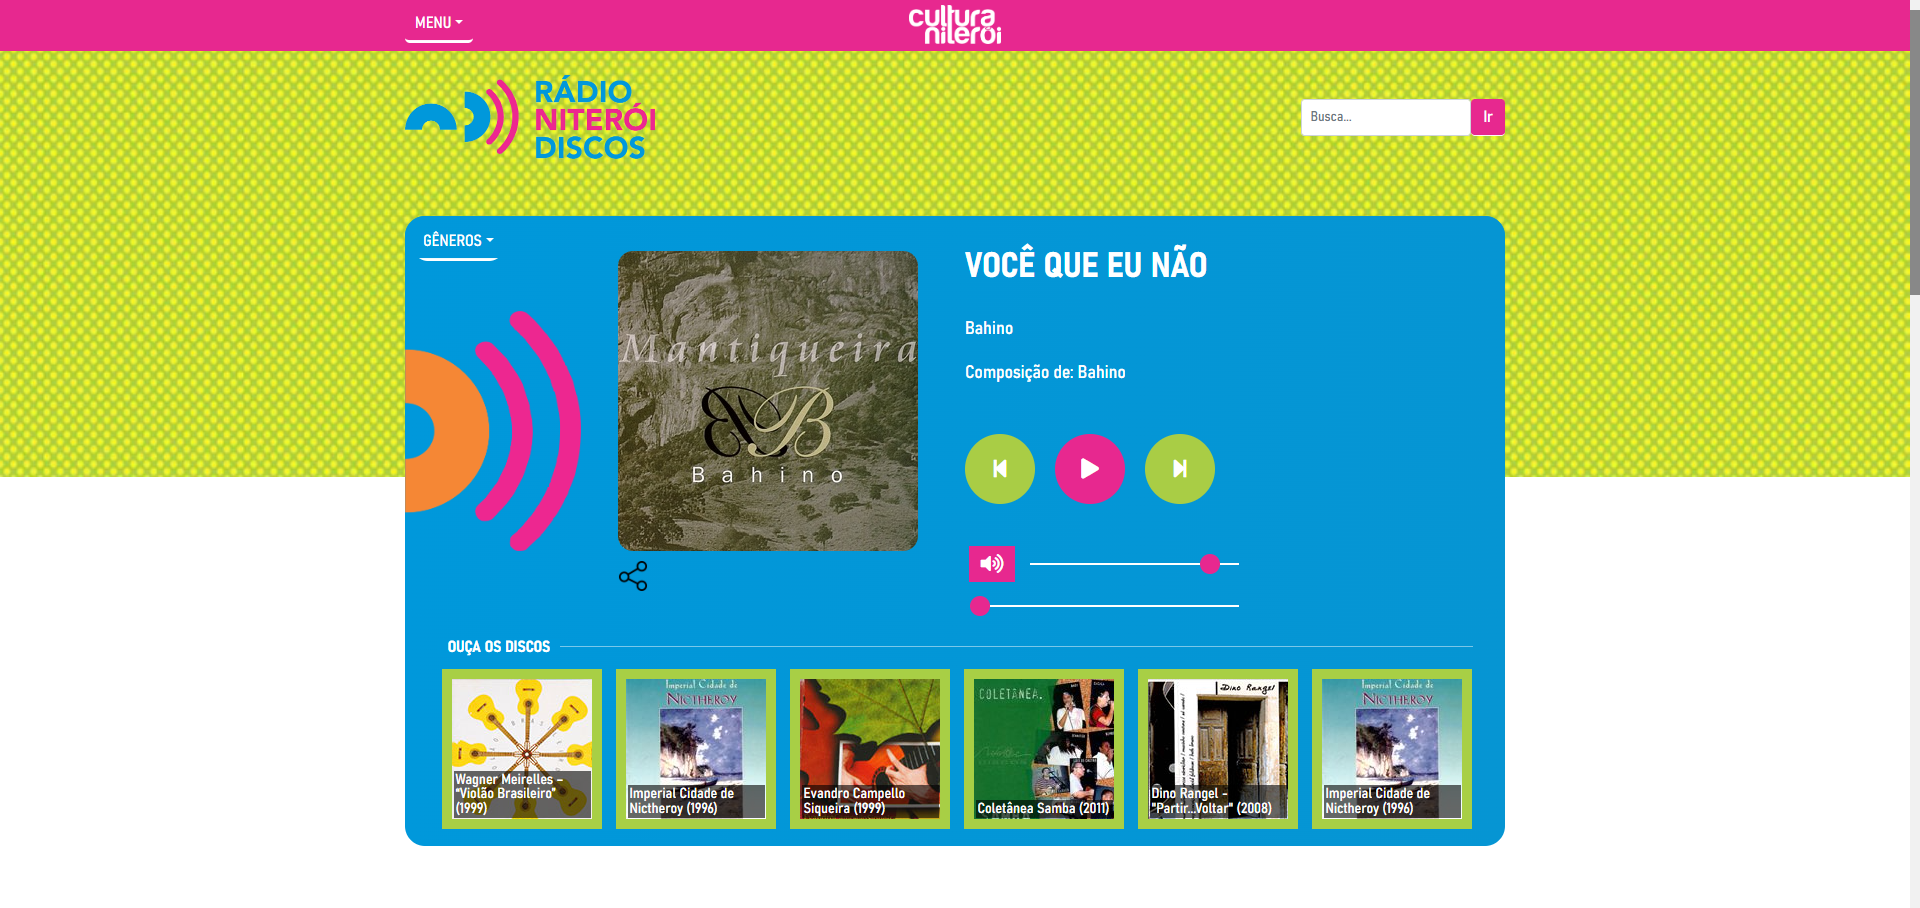 MENU
cultura
niterói
RÁDIO
NITERÓI
DISCOS
Busca...
Ir
GÊNEROS
Mantiqueira
BB
Bahino
VOCÊ QUE EU NÃO
Bahino
Composição de: Bahino
OUÇA OS DISCOS
Wagner Meirelles –
"Violão Brasileiro"
(1999)
Imperial Cidade de
NICTHEROY
Imperial Cidade de
Nictheroy (1996)
Evandro Campello
Siqueira (1999)
COLETÂNEA.
SAMBA
Coletânea Samba (2011)
Dino Rangel
Dino Rangel -
"Partir...Voltar" (2008)
Imperial Cidade de
NICTHEROY
Imperial Cidade de
Nictheroy (1996)